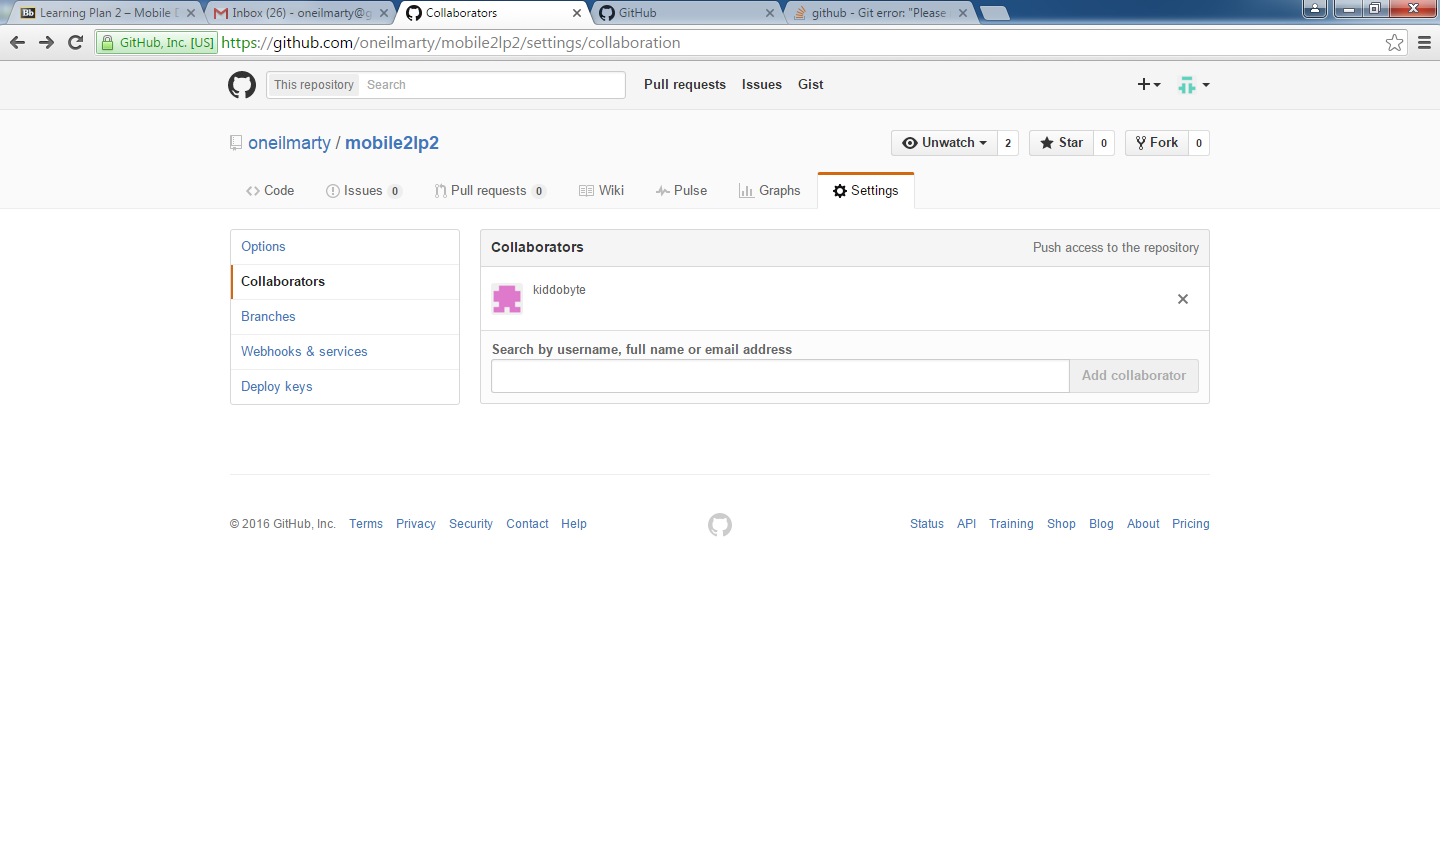 Bb Learning Plan 2 – Mobile D
Inbox (26) - oneilmarty@g
Collaborators
GitHub
github - Git error: "Please
GitHub, Inc. [US] https://github.com/oneilmarty/mobile2lp2/settings/collaboration
This repository Search Pull requests Issues Gist
oneilmarty / mobile2lp2 Unwatch 2 Star 0 Fork 0
Code Issues 0 Pull requests 0 Wiki Pulse Graphs Settings
Options
Collaborators
Branches
Webhooks & services
Deploy keys
Collaborators Push access to the repository
kiddobyte
Search by username, full name or email address
Add collaborator
© 2016 GitHub, Inc. Terms Privacy Security Contact Help Status API Training Shop Blog About Pricing